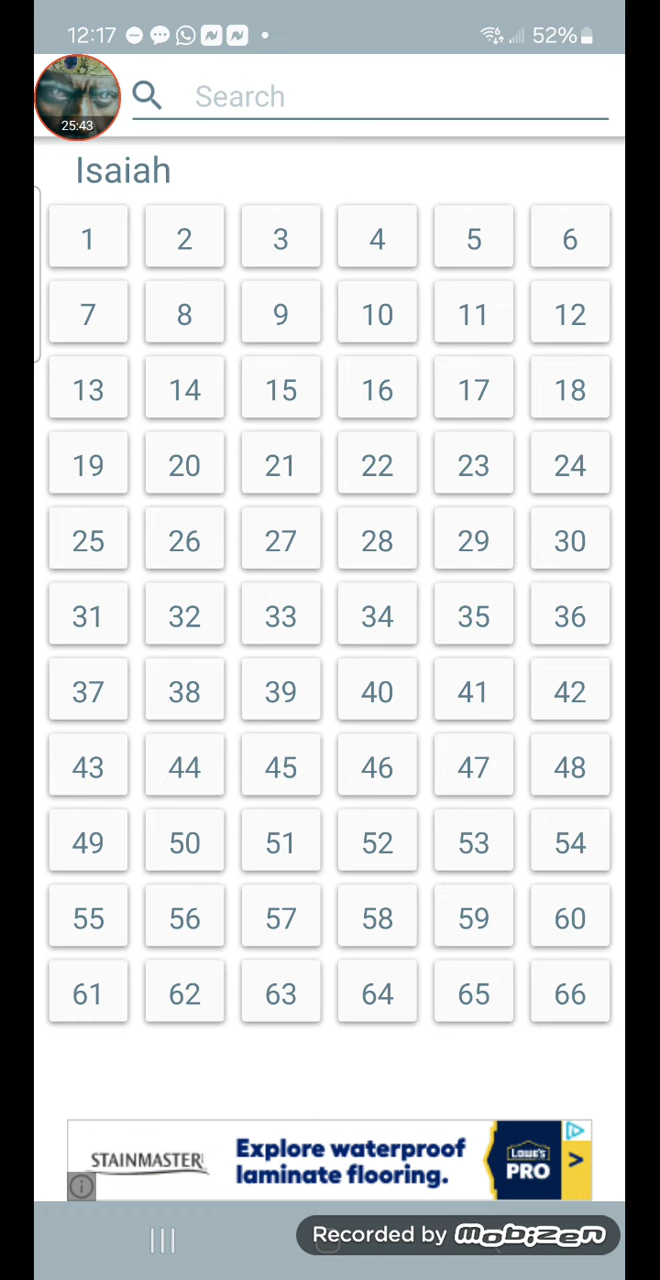 12:17 52%
25:43
Search
Isaiah
1 2 3 4 5 6
7 8 9 10 11 12
13 14 15 16 17 18
19 20 21 22 23 24
25 26 27 28 29 30
31 32 33 34 35 36
37 38 39 40 41 42
43 44 45 46 47 48
49 50 51 52 53 54
55 56 57 58 59 60
61 62 63 64 65 66
STAINMASTER
Explore waterproof
laminate flooring.
LOWE'S
PRO
Recorded by Mobizen